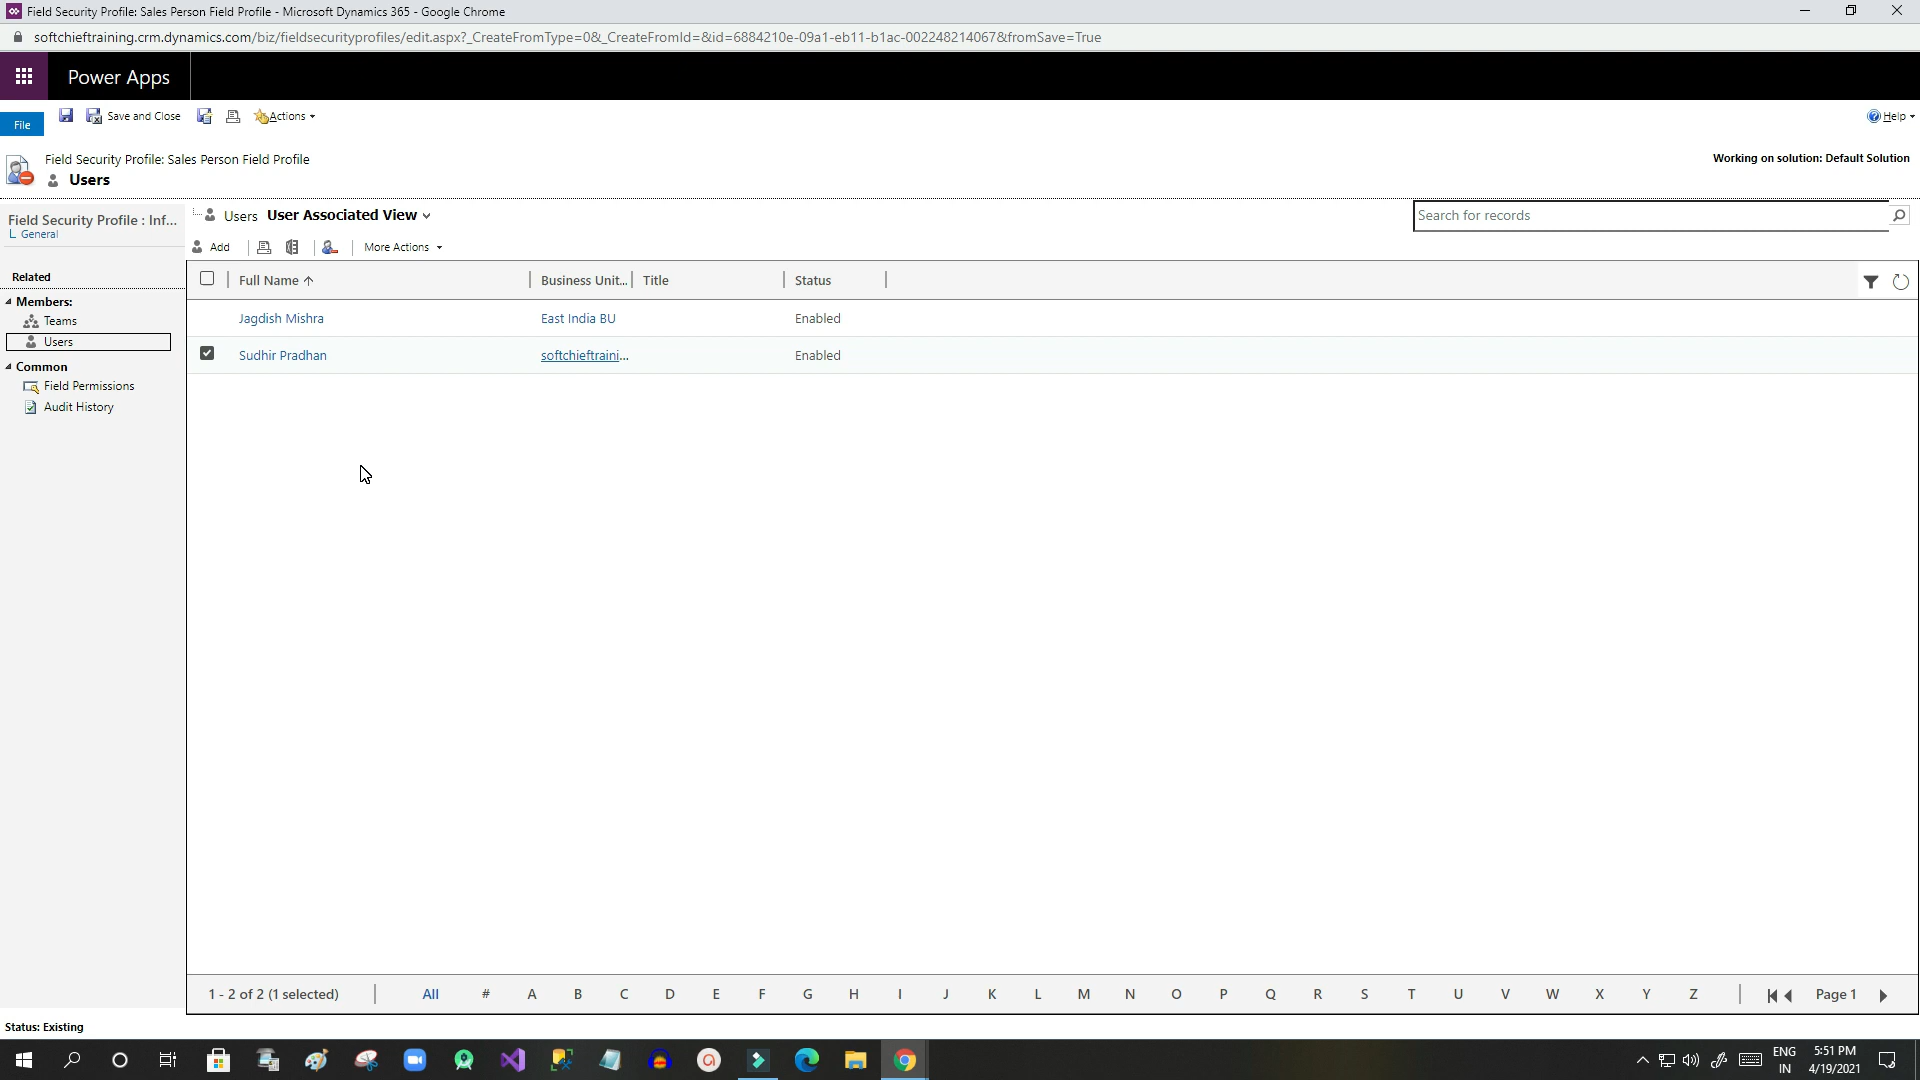 Field Security Profile: Sales Person Field Profile - Microsoft Dynamics 365 - Google Chrome
softchieftraining.crm.dynamics.com/biz/fieldsecurityprofiles/edit.aspx?_CreateFromType=0&_CreateFromId=&id=6884210e-09a1-eb11-b1ac-002248214067&fromSave=True
Power Apps
File
Save and Close
Actions
Help
Field Security Profile: Sales Person Field Profile
Users
Working on solution: Default Solution
Field Security Profile : Inf...
General
Related
Members:
Teams
Users
Common
Field Permissions
Audit History
Users User Associated View
Search for records
Add
More Actions
Full Name Business Unit... Title Status
Jagdish Mishra East India BU Enabled
Sudhir Pradhan softchieftraini... Enabled
1 - 2 of 2 (1 selected) All # A B C D E F G H I J K L M N O P Q R S T U V W X Y Z Page 1
Status: Existing
ENG 5:51 PM
IN 4/19/2021